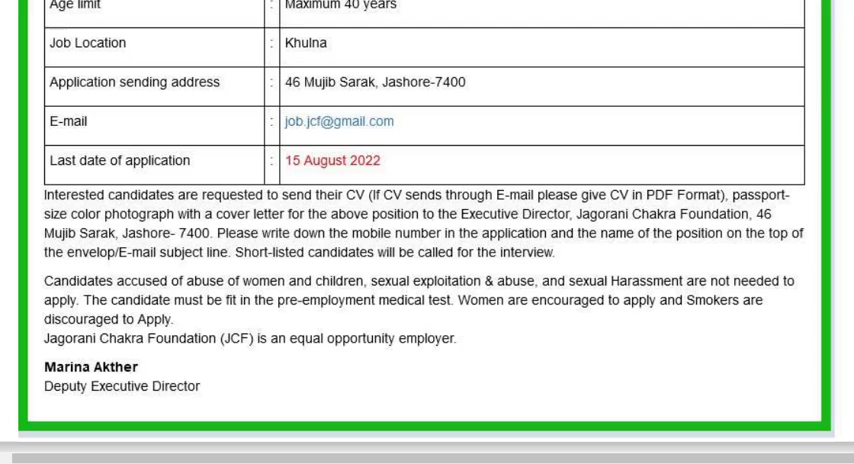 Age limit : Maximum 40 years
Job Location : Khulna
Application sending address : 46 Mujib Sarak, Jashore-7400
E-mail : job.jcf@gmail.com
Last date of application : 15 August 2022
Interested candidates are requested to send their CV (If CV sends through E-mail please give CV in PDF Format), passport-
size color photograph with a cover letter for the above position to the Executive Director, Jagorani Chakra Foundation, 46
Mujib Sarak, Jashore- 7400. Please write down the mobile number in the application and the name of the position on the top of
the envelop/E-mail subject line. Short-listed candidates will be called for the interview.
Candidates accused of abuse of women and children, sexual exploitation & abuse, and sexual Harassment are not needed to
apply. The candidate must be fit in the pre-employment medical test. Women are encouraged to apply and Smokers are
discouraged to Apply.
Jagorani Chakra Foundation (JCF) is an equal opportunity employer.
Marina Akther
Deputy Executive Director